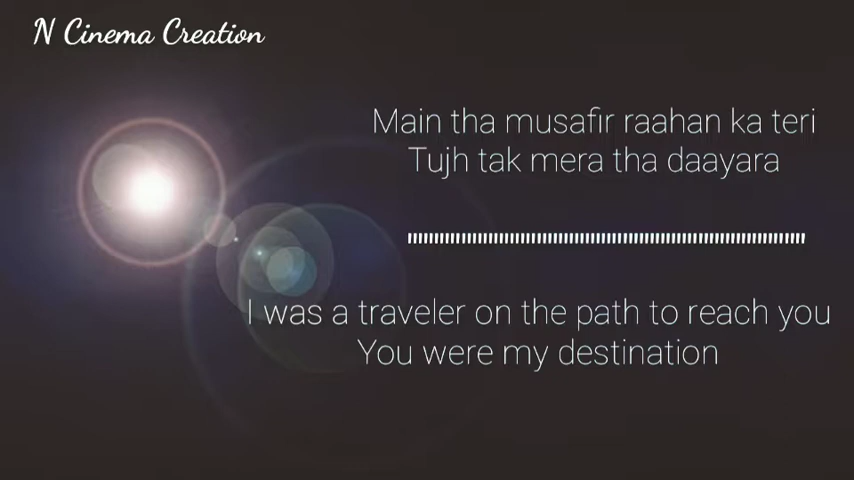 N Cinema Creation
Main tha musafir raahan ka teri
Tujh tak mera tha daayara
I was a traveler on the path to reach you
You were my destination